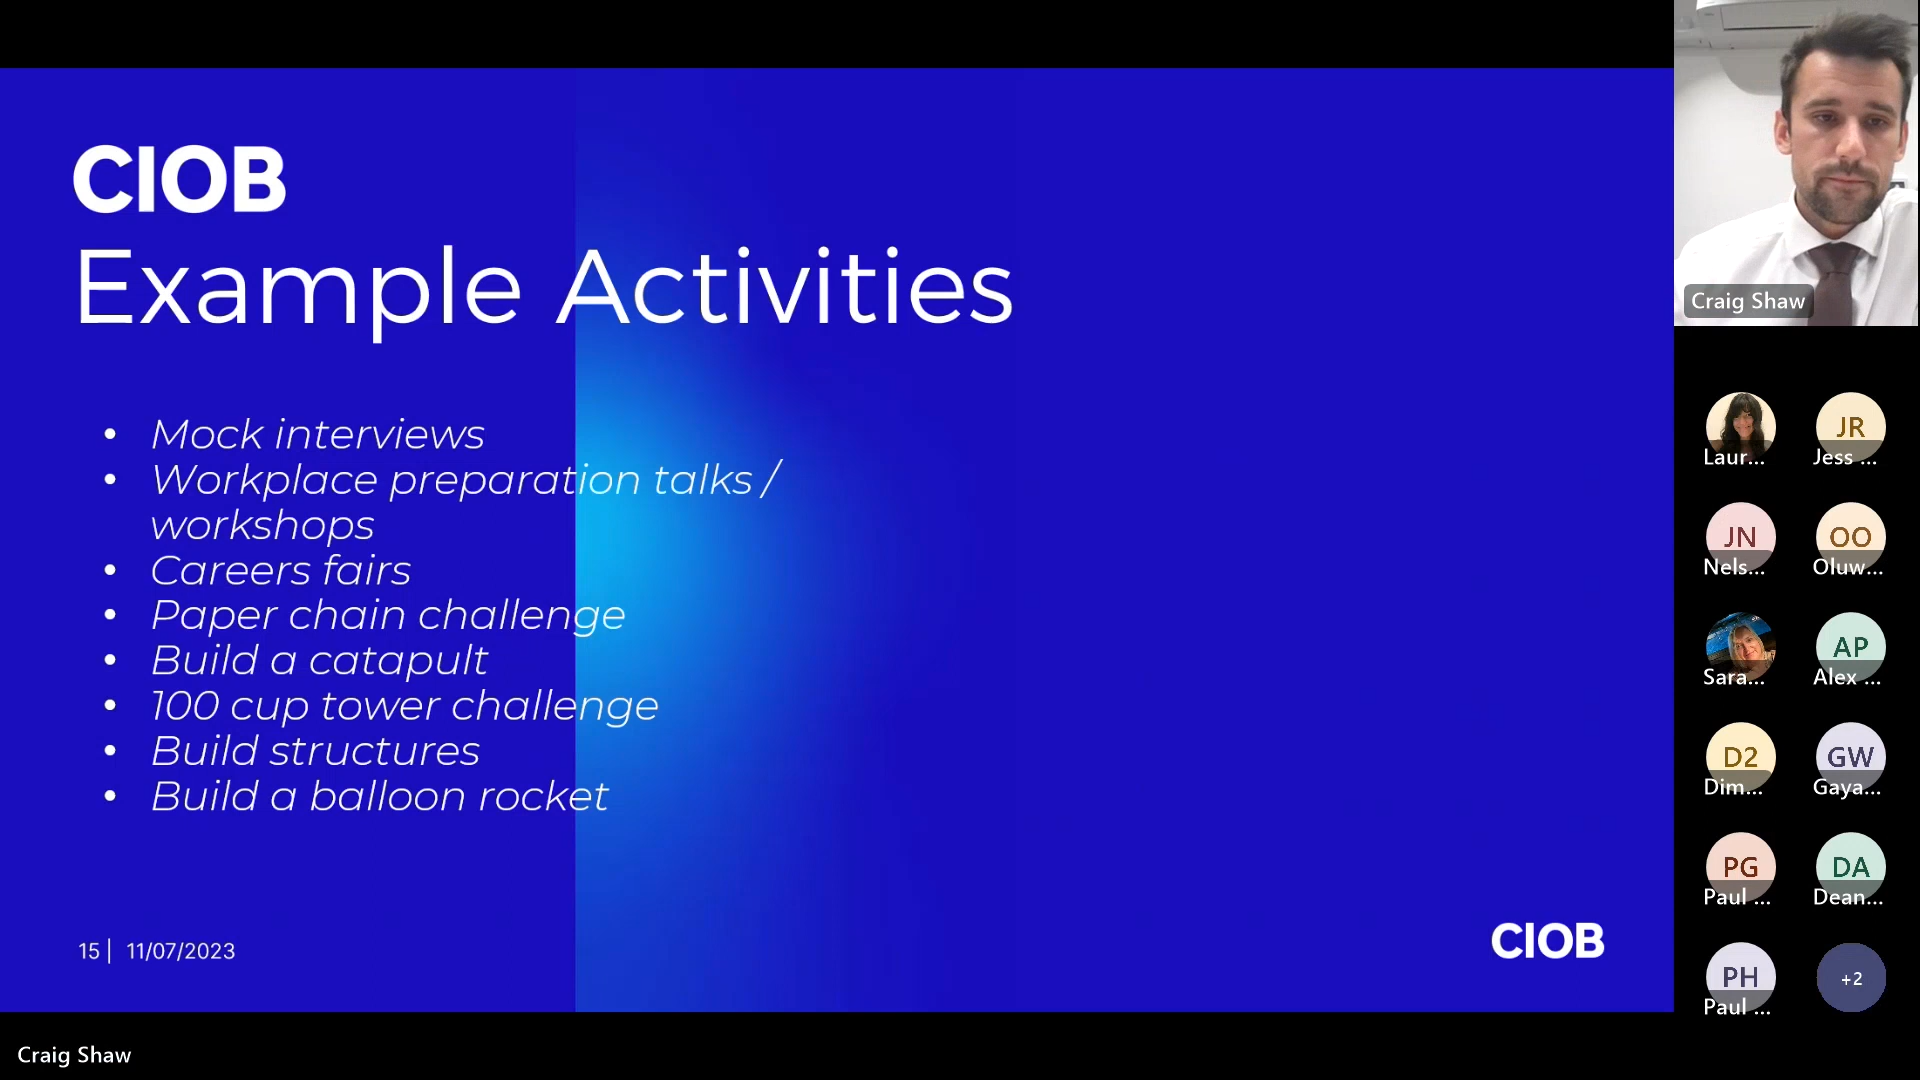 CIOB
Example Activities
• Mock interviews
• Workplace preparation talks /
workshops
• Careers fairs
• Paper chain challenge
• Build a catapult
• 100 cup tower challenge
• Build structures
• Build a balloon rocket
15 | 11/07/2023
CIOB
Craig Shaw
Craig Shaw
Laur...
JR
Jess ...
JN
Nels...
OO
Oluw...
Sara...
AP
Alex ...
D2
Dim...
GW
Gaya...
PG
Paul ...
DA
Dean...
PH
Paul ...
+2